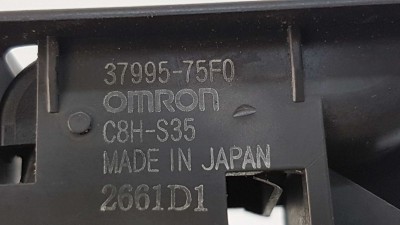 37995-75F0
omron
C8H-S35
MADE IN JAPAN
2661D1